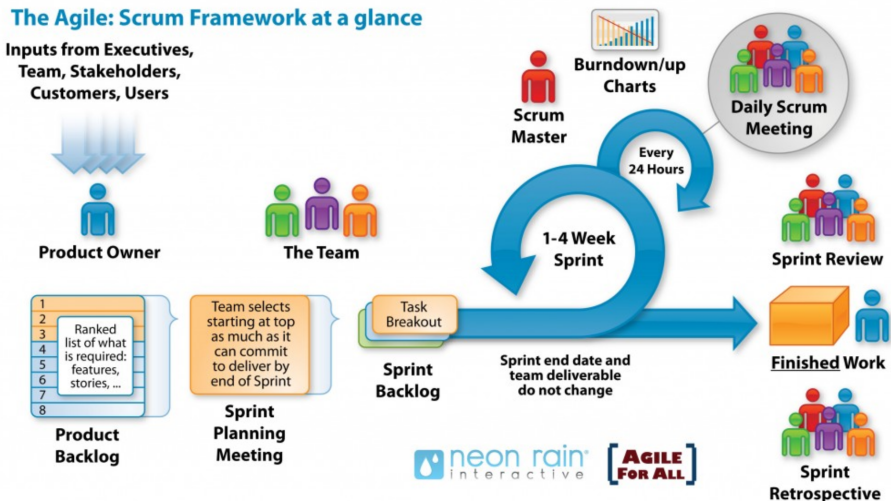 The Agile: Scrum Framework at a glance
Inputs from Executives,
Team, Stakeholders,
Customers, Users
Product Owner
The Team
Scrum
Master
Burndown/up
Charts
Daily Scrum
Meeting
Every
24 Hours
1-4 Week
Sprint
Sprint Review
1
2
3
4
5
6
7
8
Ranked
list of what
is required:
features,
stories, ...
Product
Backlog
Team selects
starting at top
as much as it
can commit
to deliver by
end of Sprint
Sprint
Planning
Meeting
Task
Breakout
Sprint
Backlog
Sprint end date and
team deliverable
do not change
Finished Work
Sprint
Retrospective
neon rain
interactive
AGILE
FOR ALL